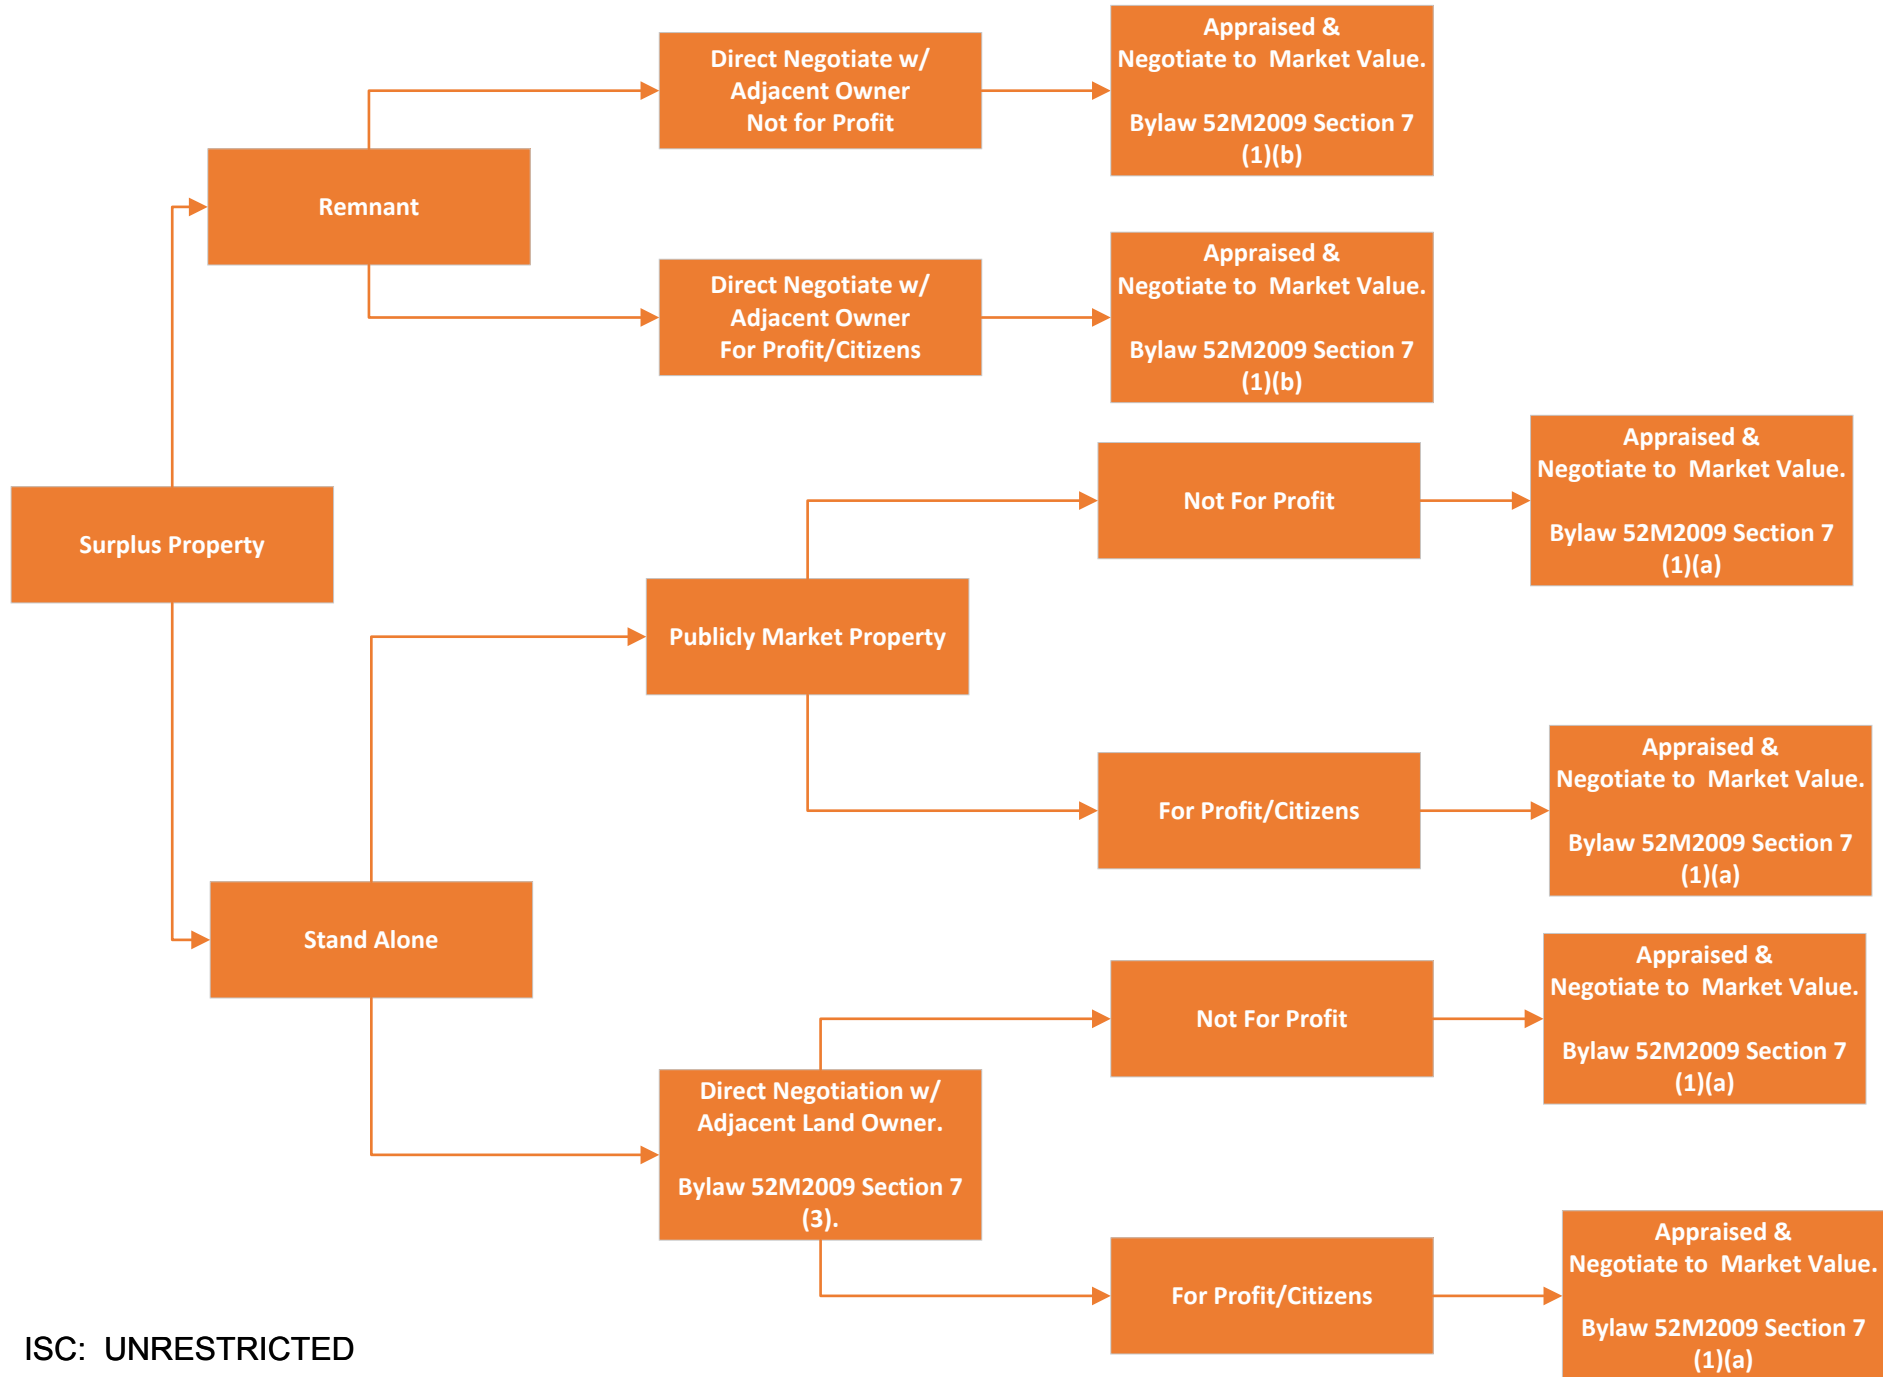 Direct Negotiate w/
Adjacent Owner
Not for Profit
Appraised &
Negotiate to  Market Value.
Bylaw 52M2009 Section 7
(1)(b)
Remnant
Direct Negotiate w/
Adjacent Owner
For Profit/Citizens
Appraised &
Negotiate to  Market Value.
Bylaw 52M2009 Section 7
(1)(b)
Surplus Property
Publicly Market Property
Not For Profit
Appraised &
Negotiate to  Market Value.
Bylaw 52M2009 Section 7
(1)(a)
For Profit/Citizens
Appraised &
Negotiate to  Market Value.
Bylaw 52M2009 Section 7
(1)(a)
Stand Alone
Direct Negotiation w/
Adjacent Land Owner.
Bylaw 52M2009 Section 7
(3).
Not For Profit
Appraised &
Negotiate to  Market Value.
Bylaw 52M2009 Section 7
(1)(a)
For Profit/Citizens
Appraised &
Negotiate to  Market Value.
Bylaw 52M2009 Section 7
(1)(a)
ISC:  UNRESTRICTED